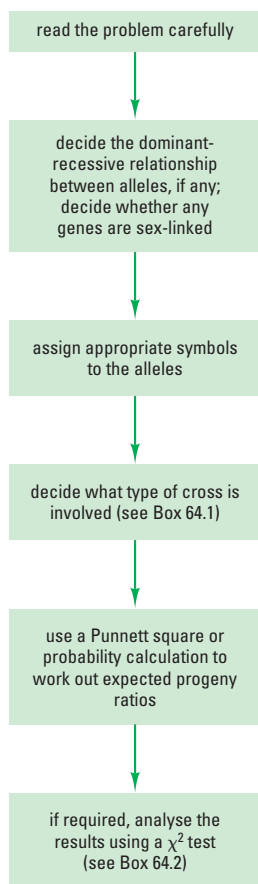 read the problem carefully
decide the dominant-
recessive relationship
between alleles, if any;
decide whether any
genes are sex-linked
assign appropriate symbols
to the alleles
decide what type of cross is
involved (see Box 64.1)
use a Punnett square or
probability calculation to
work out expected progeny
ratios
if required, analyse the
results using a χ² test
(see Box 64.2)